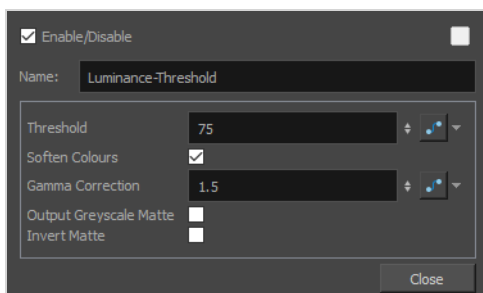 Enable/Disable
Name: Luminance-Threshold
Threshold 75
Soften Colours
Gamma Correction 1.5
Output Greyscale Matte
Invert Matte
Close